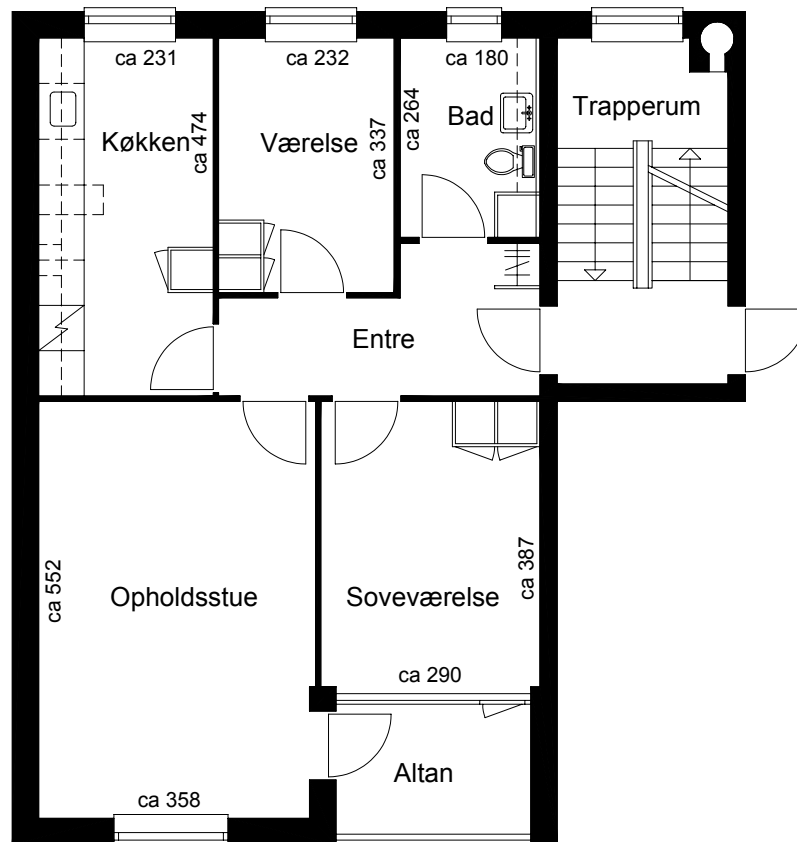 ca 231
ca 232
ca 180
Køkken
ca 474
Værelse
ca 337
ca 264
Bad
Trapperum
Entre
ca 552
Opholdsstue
Soveværelse
ca 387
ca 290
Altan
ca 358